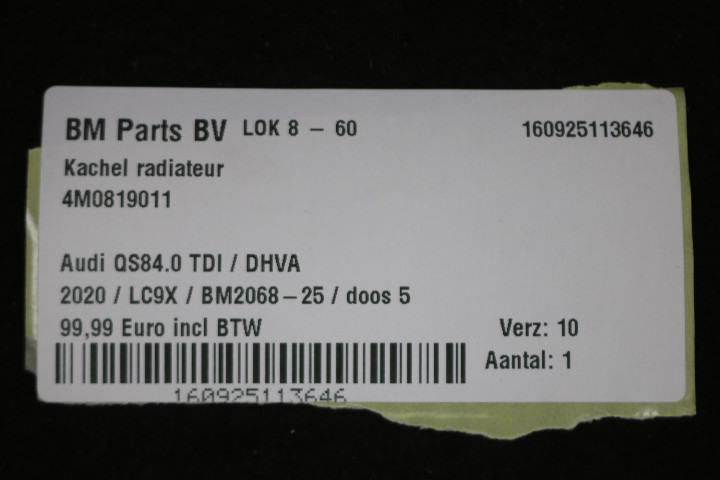 BM Parts BV LOK 8 – 60 160925113646
Kachel radiateur
4M0819011
Audi QS84.0 TDI / DHVA
2020 / LC9X / BM2068–25 / doos 5
99,99 Euro incl BTW Verz: 10
Aantal: 1
160925113646